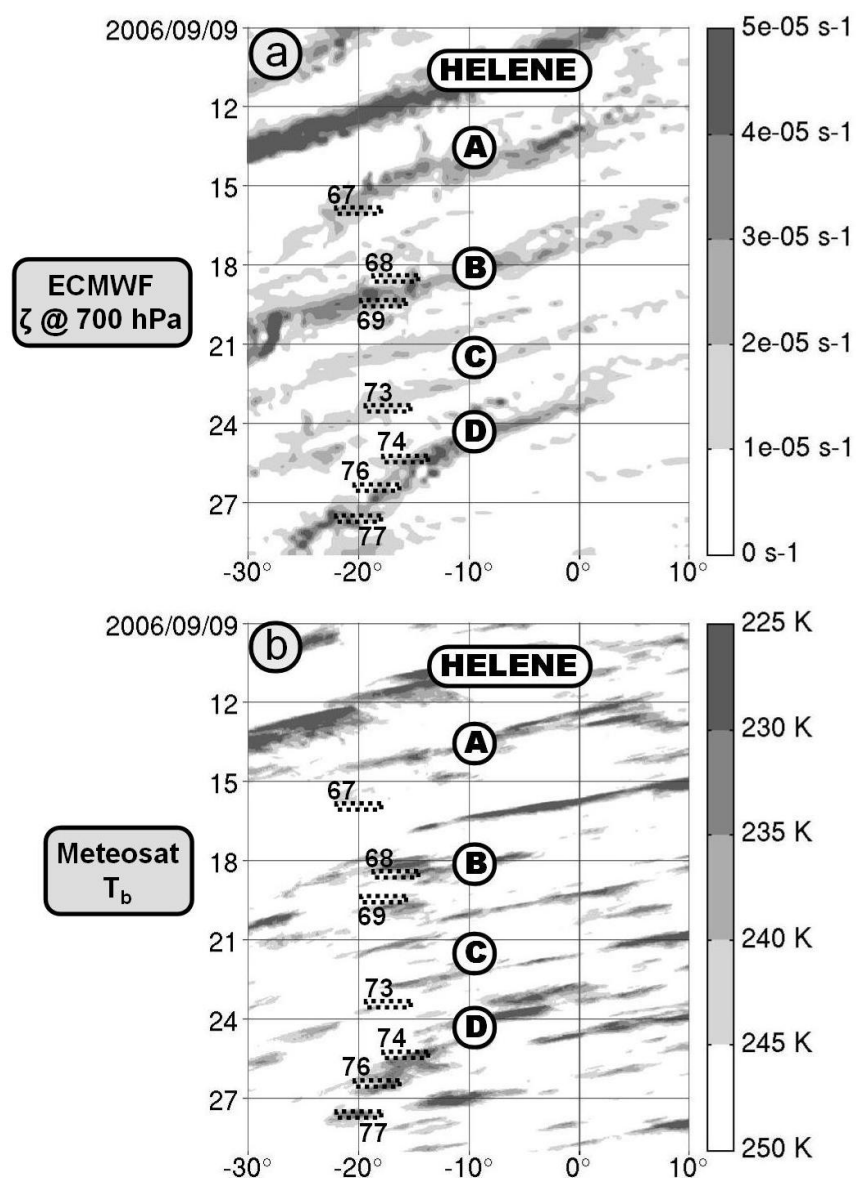 2006/09/09
a
HELENE
12
A
15
67
18
68
B
69
21
C
73
24
D
74
76
27
77
-30° -20° -10° 0° 10°
ECMWF
ζ @ 700 hPa
5e-05 s-1
4e-05 s-1
3e-05 s-1
2e-05 s-1
1e-05 s-1
0 s-1
2006/09/09
b
HELENE
12
A
15
67
18
68
B
69
21
C
73
24
D
74
76
27
77
-30° -20° -10° 0° 10°
Meteosat
T_b
225 K
230 K
235 K
240 K
245 K
250 K